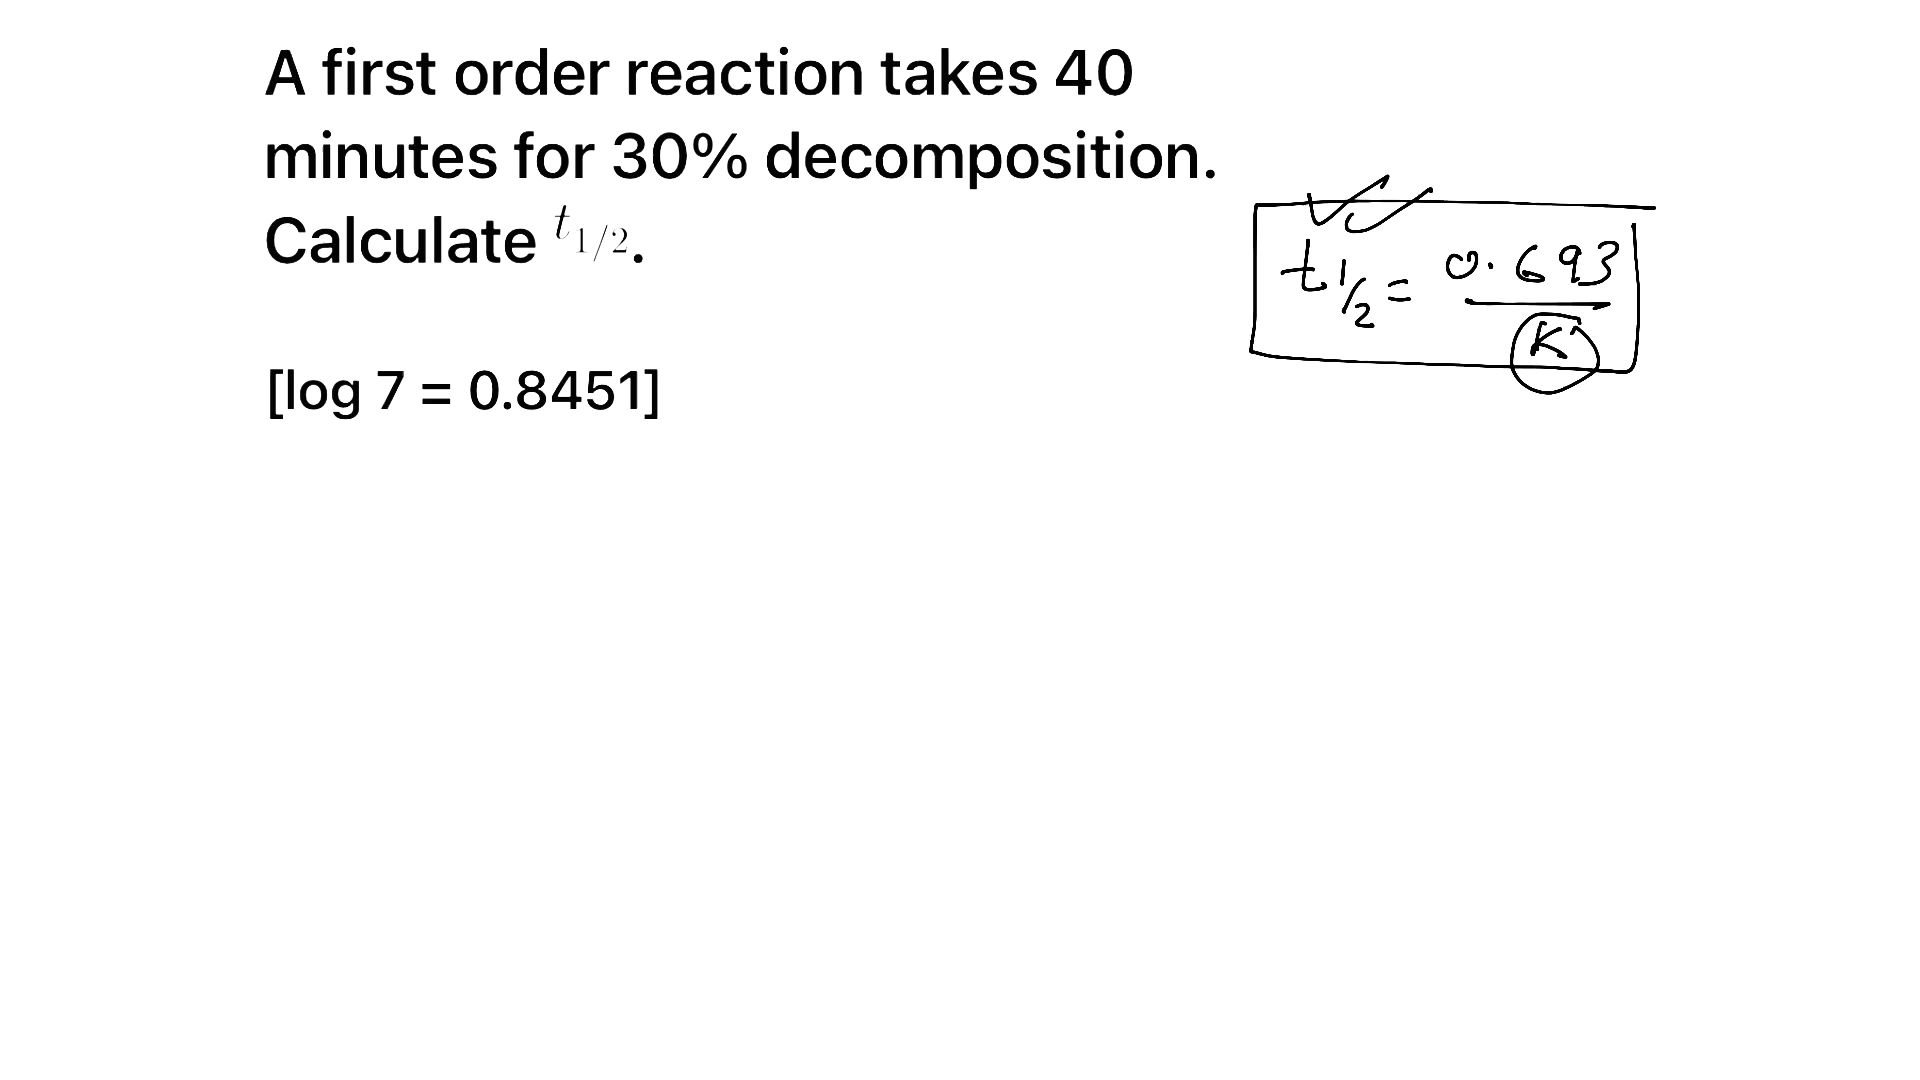 A first order reaction takes 40
minutes for 30% decomposition.
Calculate t1/2.
t1/2 = 0.693
K
[log 7 = 0.8451]